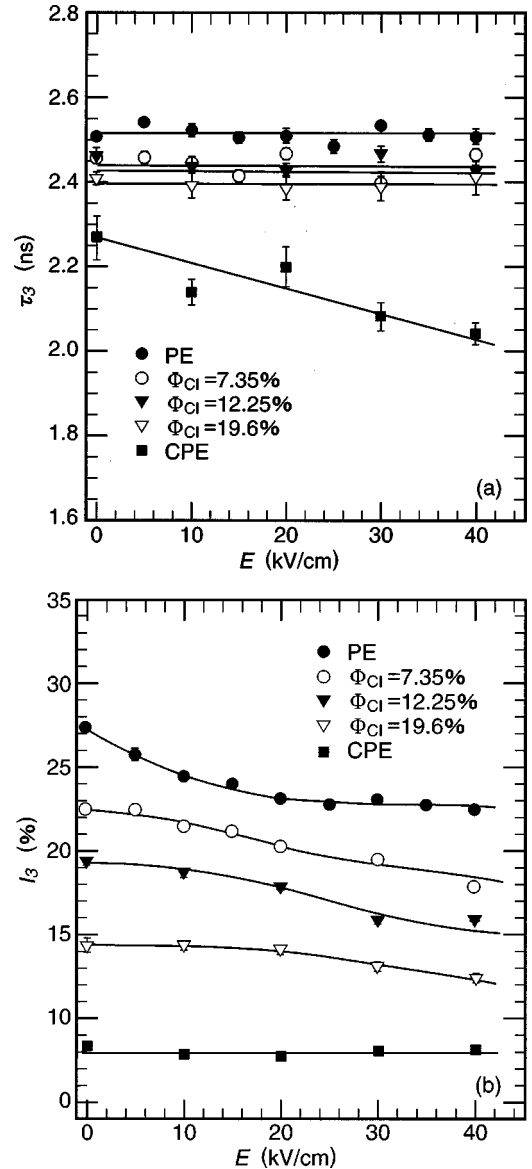 2.8
2.6
2.4
2.2
2.0
1.8
1.6
τ3 (ns)
PE
ΦCl=7.35%
ΦCl=12.25%
ΦCl=19.6%
CPE
(a)
0 10 20 30 40
E (kV/cm)
35
30
25
20
15
10
0
I3 (%)
PE
ΦCl=7.35%
ΦCl=12.25%
ΦCl=19.6%
CPE
(b)
0 10 20 30 40
E (kV/cm)